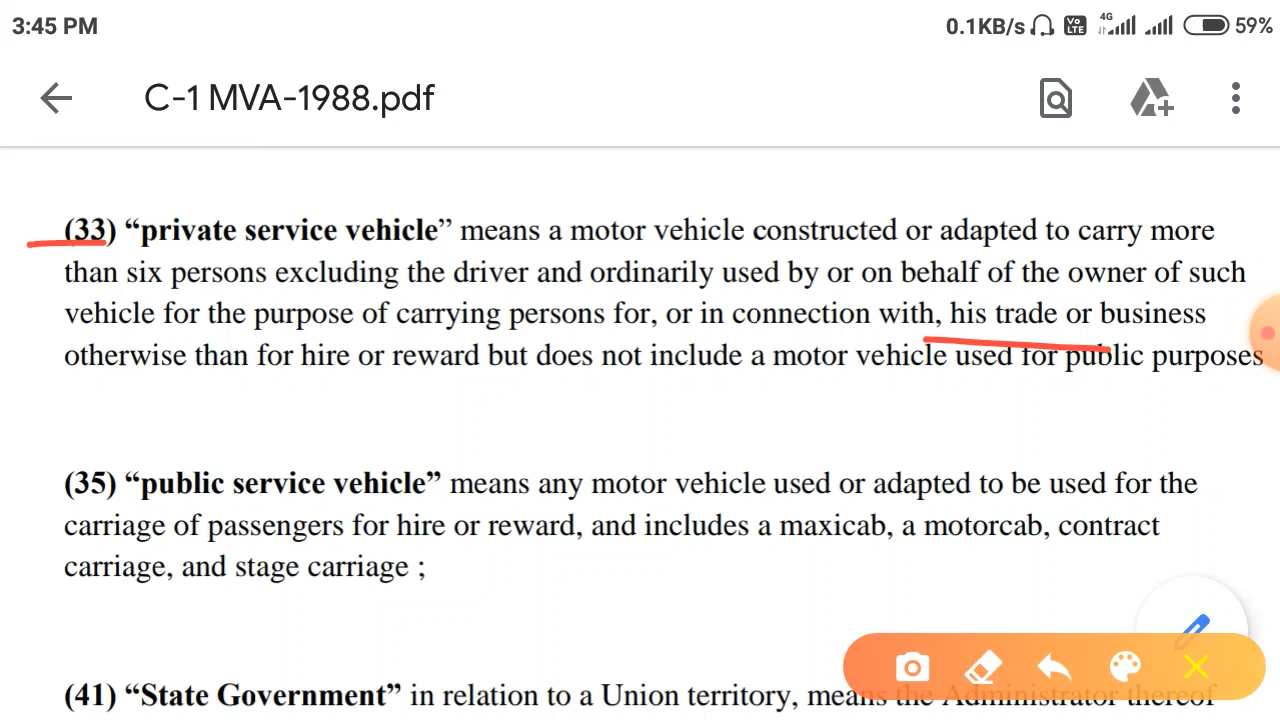 3:45 PM
0.1KB/s
Vo LTE
4G
59%
C-1 MVA-1988.pdf
(33) “private service vehicle” means a motor vehicle constructed or adapted to carry more
than six persons excluding the driver and ordinarily used by or on behalf of the owner of such
vehicle for the purpose of carrying persons for, or in connection with, his trade or business
otherwise than for hire or reward but does not include a motor vehicle used for public purposes
(35) “public service vehicle” means any motor vehicle used or adapted to be used for the
carriage of passengers for hire or reward, and includes a maxicab, a motorcab, contract
carriage, and stage carriage ;
(41) “State Government” in relation to a Union territory, means the Administrator thereof